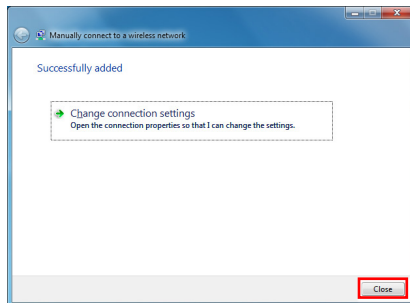 Manually connect to a wireless network
Successfully added
Change connection settings
Open the connection properties so that I can change the settings.
Close